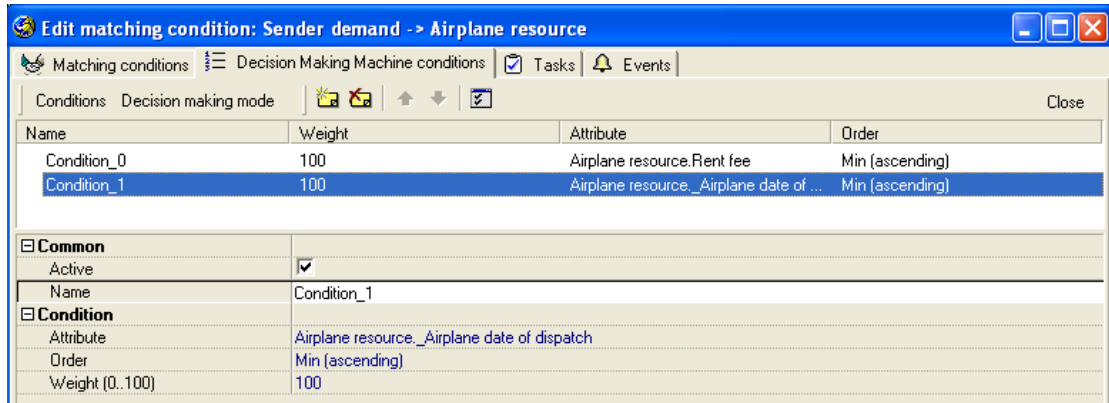 Edit matching condition: Sender demand -> Airplane resource
Matching conditions Decision Making Machine conditions Tasks Events
Conditions Decision making mode Close
Name Weight Attribute Order
Condition_0 100 Airplane resource.Rent fee Min (ascending)
Condition_1 100 Airplane resource._Airplane date of ... Min (ascending)
Common
Active
Name Condition_1
Condition
Attribute Airplane resource._Airplane date of dispatch
Order Min (ascending)
Weight (0..100) 100